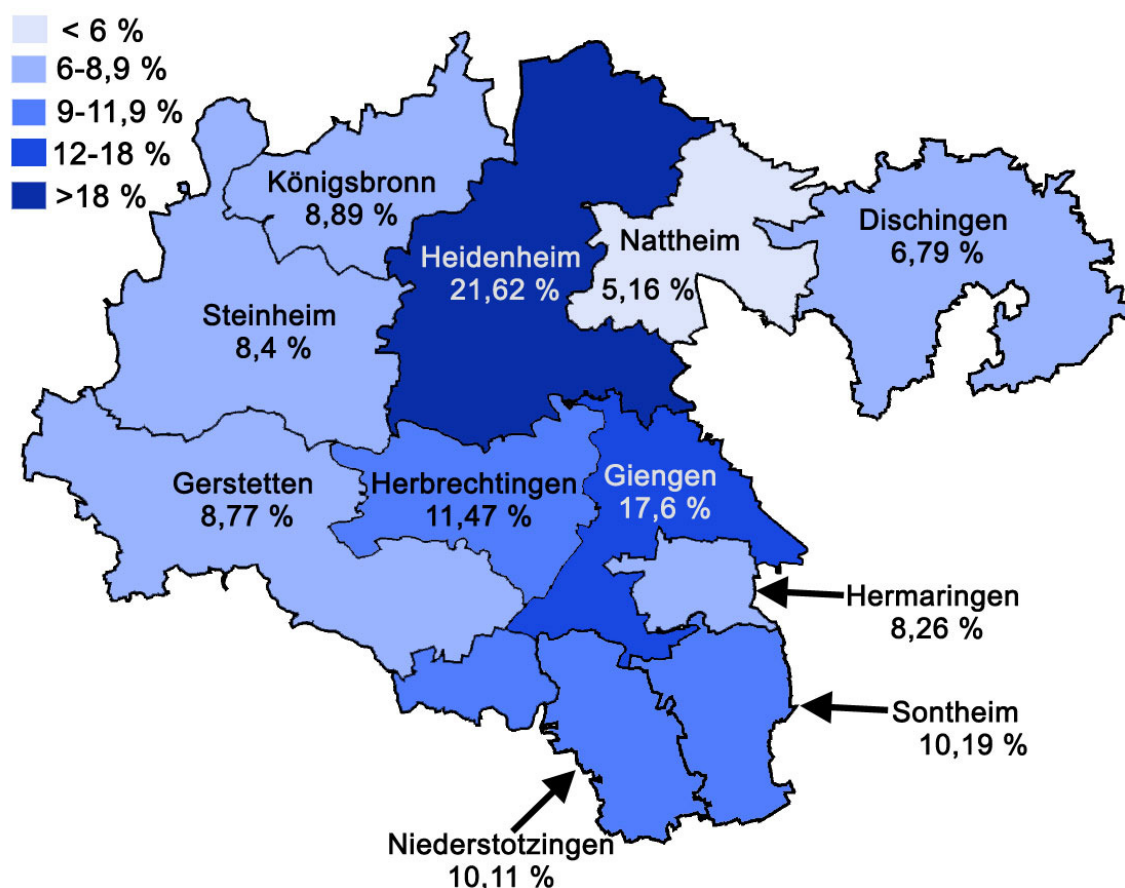 < 6 %
6-8,9 %
9-11,9 %
12-18 %
>18 %
Königsbronn
8,89 %
Heidenheim
21,62 %
Nattheim
5,16 %
Dischingen
6,79 %
Steinheim
8,4 %
Gerstetten
8,77 %
Herbrechtingen
11,47 %
Giengen
17,6 %
Hermaringen
8,26 %
Sontheim
10,19 %
Niederstotzingen
10,11 %